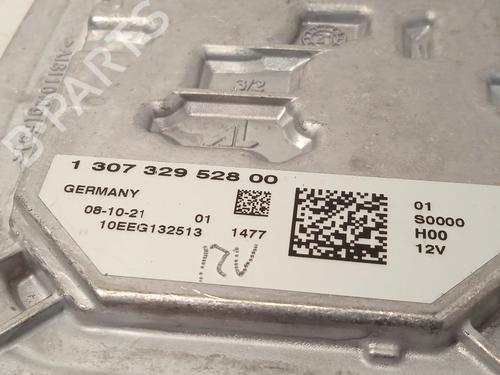 B-PARTS
21
3/2
1 307 329 528 00
GERMANY
08-10-21 01
10EEG132513 1477
01
S0000
H00
12V